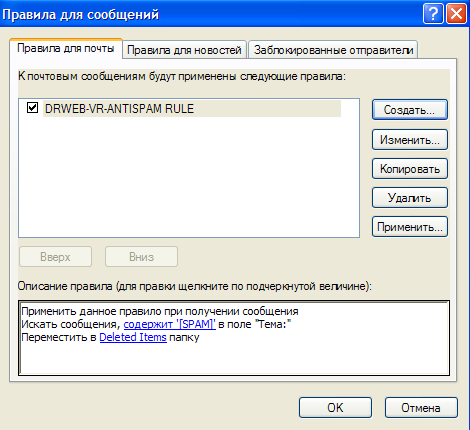 Правила для сообщений
Правила для почты
Правила для новостей
Заблокированные отправители
К почтовым сообщениям будут применены следующие правила:
DRWEB-VR-ANTISPAM RULE
Создать...
Изменить...
Копировать
Удалить
Применить...
Вверх
Вниз
Описание правила (для правки щелкните по подчеркнутой величине):
Применить данное правило при получении сообщения
Искать сообщения, содержит '[SPAM]' в поле "Тема:"
Переместить в Deleted Items папку
OK
Отмена